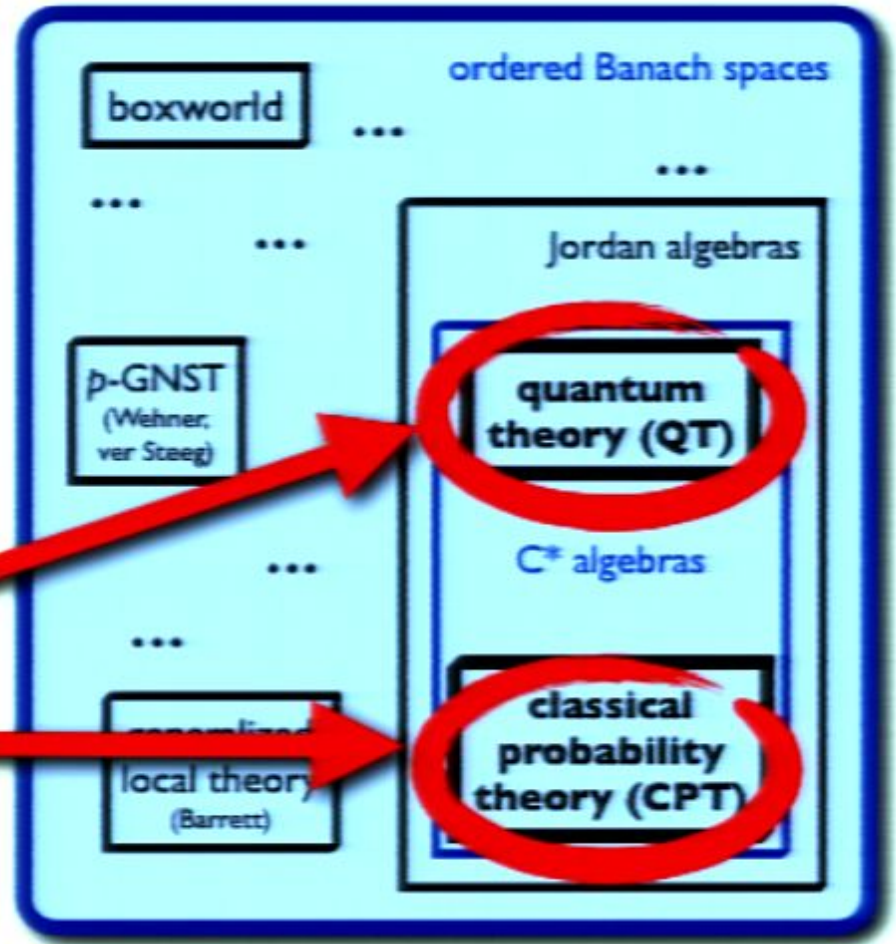 ordered Banach spaces
boxworld
...
...
...
...
Jordan algebras
p-GNST
(Wehner,
ver Steeg)
quantum
theory (QT)
...
C* algebras
...
local theory
(Barrett)
classical
probability
theory (CPT)